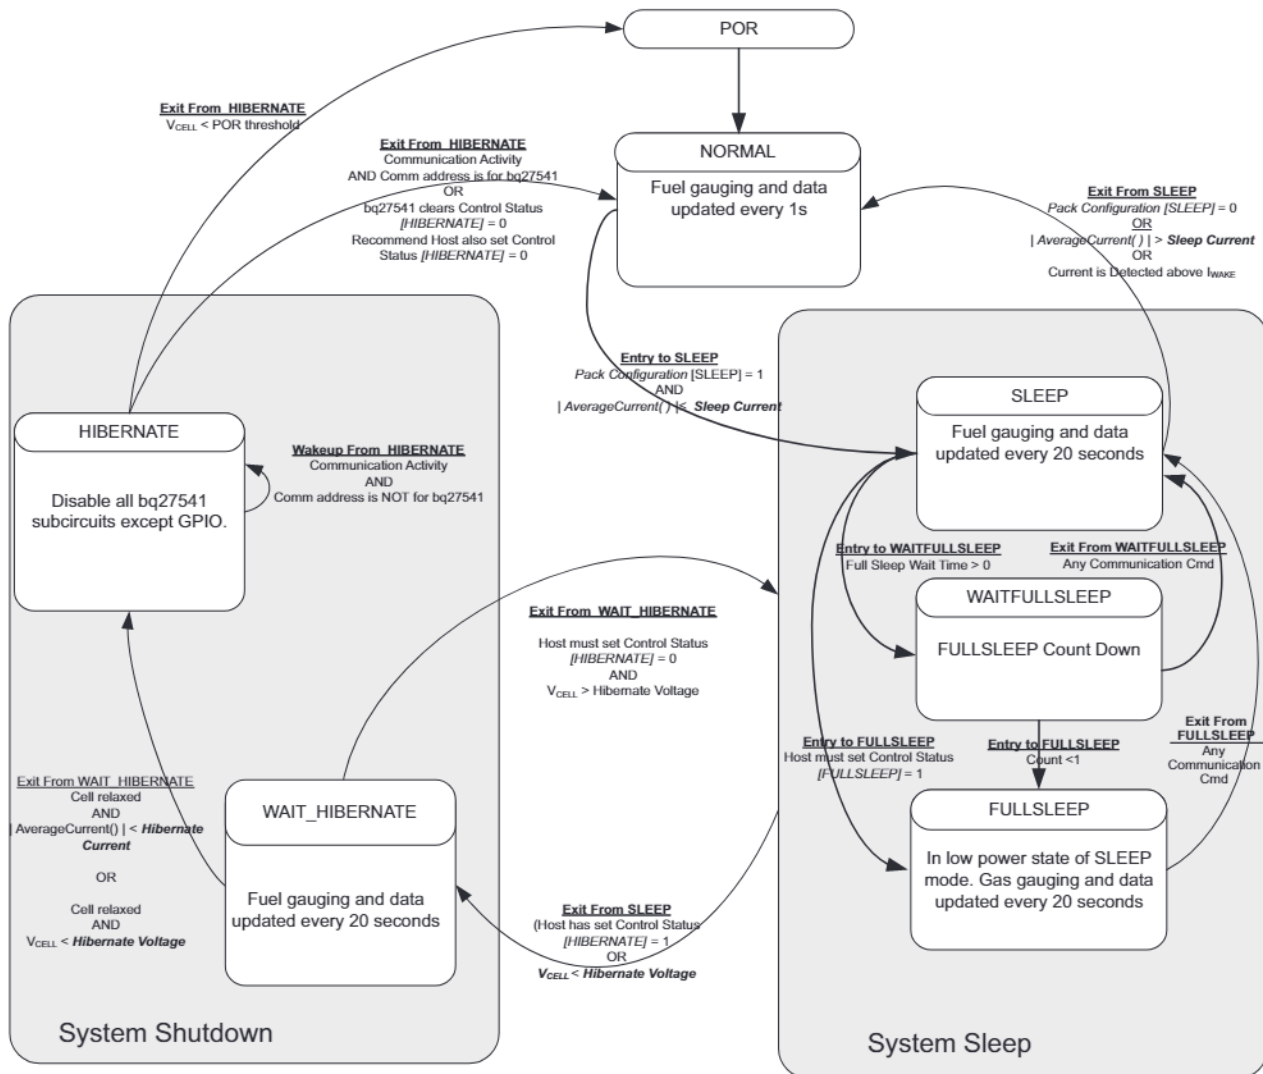 POR
Exit From HIBERNATE
VCELL < POR threshold
Exit From HIBERNATE
Communication Activity
AND Comm address is for bq27541
OR
bq27541 clears Control Status
[HIBERNATE] = 0
Recommend Host also set Control
Status [HIBERNATE] = 0
NORMAL
Fuel gauging and data
updated every 1s
Exit From SLEEP
Pack Configuration [SLEEP] = 0
OR
| AverageCurrent( ) | > Sleep Current
OR
Current is Detected above IWAKE
Entry to SLEEP
Pack Configuration [SLEEP] = 1
AND
| AverageCurrent( ) |≤ Sleep Current
HIBERNATE
Disable all bq27541
subcircuits except GPIO.
Wakeup From HIBERNATE
Communication Activity
AND
Comm address is NOT for bq27541
SLEEP
Fuel gauging and data
updated every 20 seconds
Entry to WAITFULLSLEEP
Full Sleep Wait Time > 0
Exit From WAITFULLSLEEP
Any Communication Cmd
WAITFULLSLEEP
FULLSLEEP Count Down
Exit From WAIT_HIBERNATE
Host must set Control Status
[HIBERNATE] = 0
AND
VCELL > Hibernate Voltage
Entry to FULLSLEEP
Host must set Control Status
[FULLSLEEP] = 1
Entry to FULLSLEEP
Count <1
Exit From
FULLSLEEP
Any
Communication
Cmd
Exit From WAIT_HIBERNATE
Cell relaxed
AND
| AverageCurrent() | < Hibernate
Current
OR
Cell relaxed
AND
VCELL < Hibernate Voltage
WAIT_HIBERNATE
Fuel gauging and data
updated every 20 seconds
FULLSLEEP
In low power state of SLEEP
mode. Gas gauging and data
updated every 20 seconds
Exit From SLEEP
(Host has set Control Status
[HIBERNATE] = 1
OR
VCELL < Hibernate Voltage
System Shutdown
System Sleep